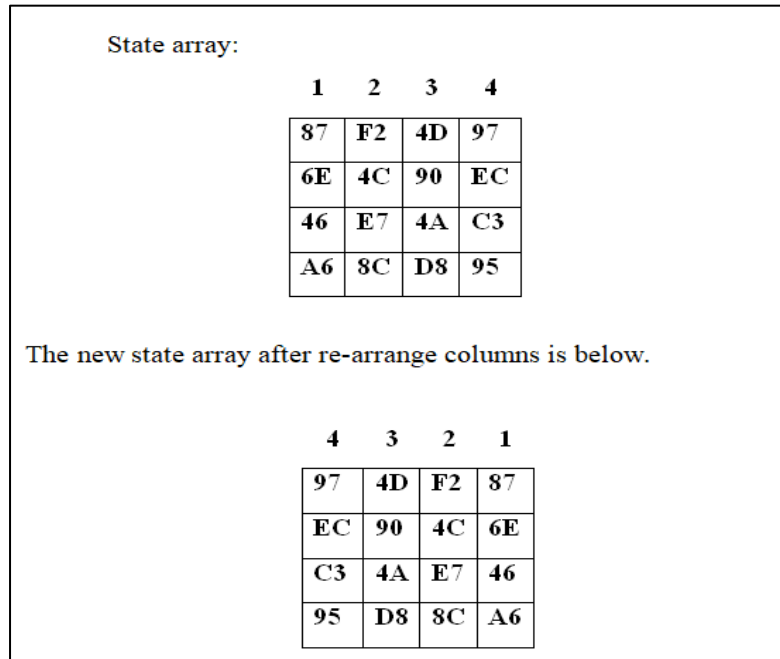 State array:
1 2 3 4
87 F2 4D 97
6E 4C 90 EC
46 E7 4A C3
A6 8C D8 95
The new state array after re-arrange columns is below.
4 3 2 1
97 4D F2 87
EC 90 4C 6E
C3 4A E7 46
95 D8 8C A6